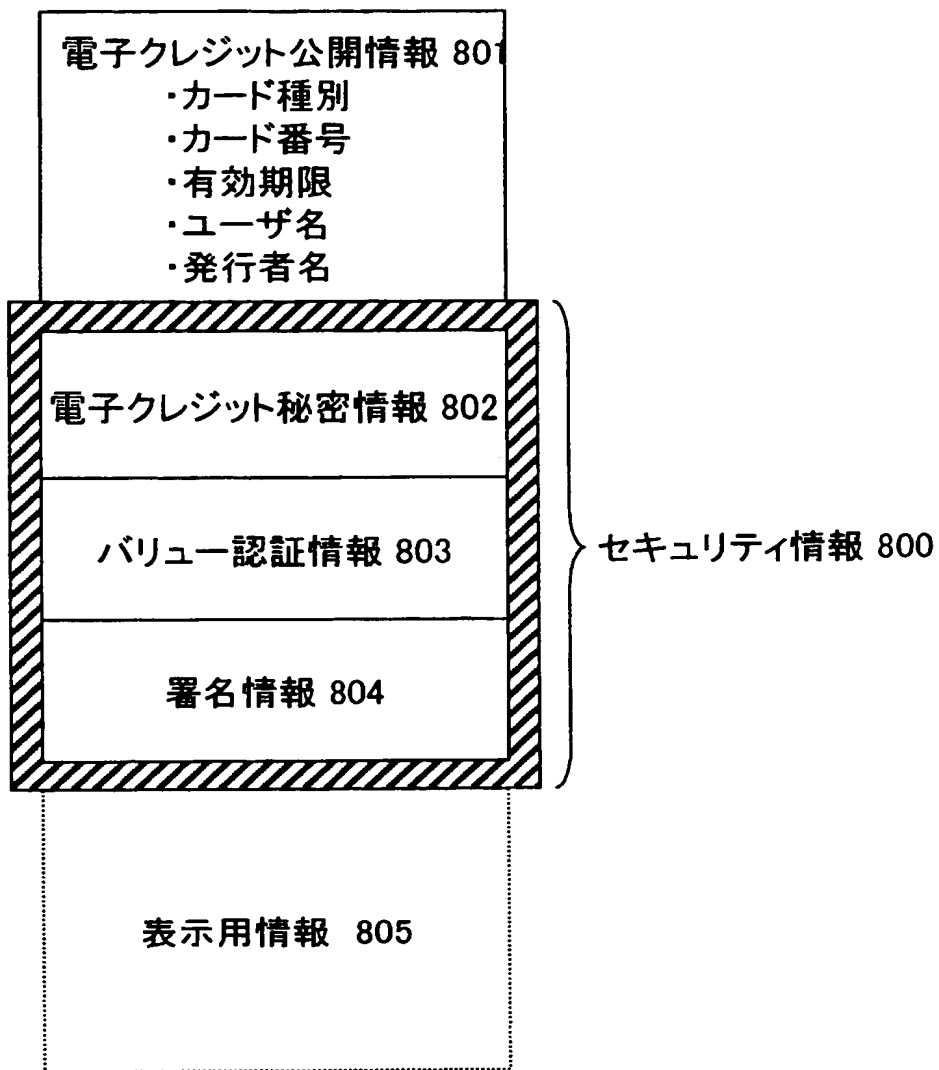 電子クレジット公開情報 801
・カード種別
・カード番号
・有効期限
・ユーザ名
・発行者名
電子クレジット秘密情報 802
バリュー認証情報 803
署名情報 804
セキュリティ情報 800
表示用情報 805